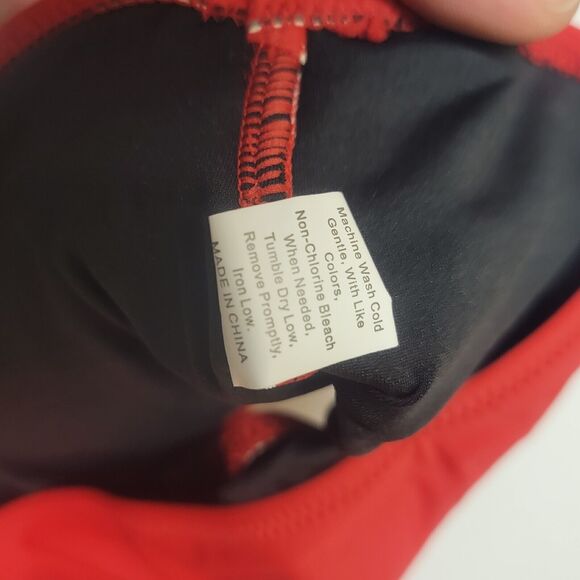 Machine Wash Cold
Gentle, With Like
Colors,
Non-Chlorine Bleach
When Needed,
Tumble Dry Low,
Remove Promptly,
Iron Low.
MADE IN CHINA